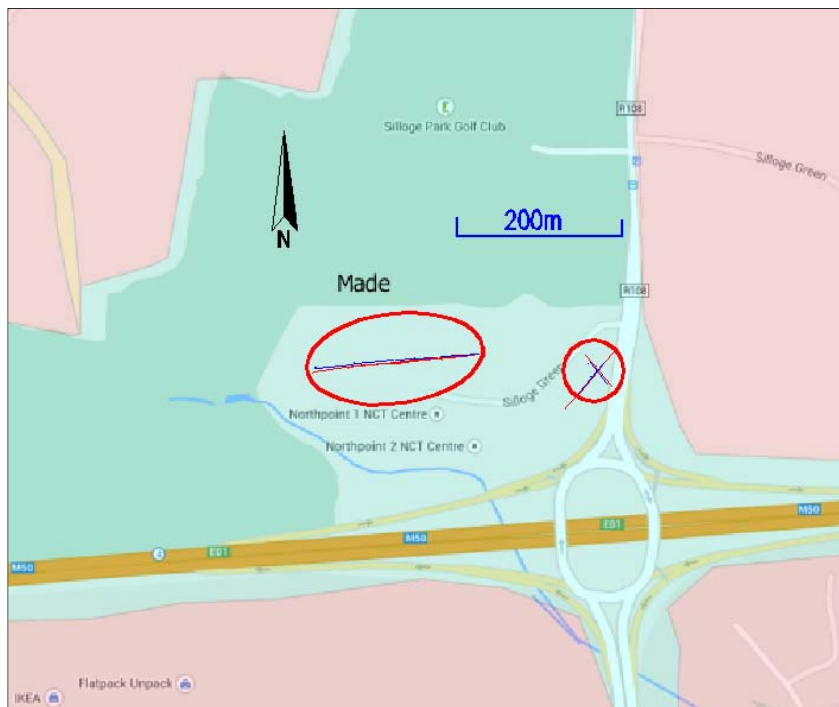 R108
Silloge Park Golf Club
Silloge Green
200m
N
Made
R108
Silloge Green
Northpoint 1 NCT Centre
Northpoint 2 NCT Centre
M50
E01
M50
E01
M50
4
Flatpack Unpack
IKEA